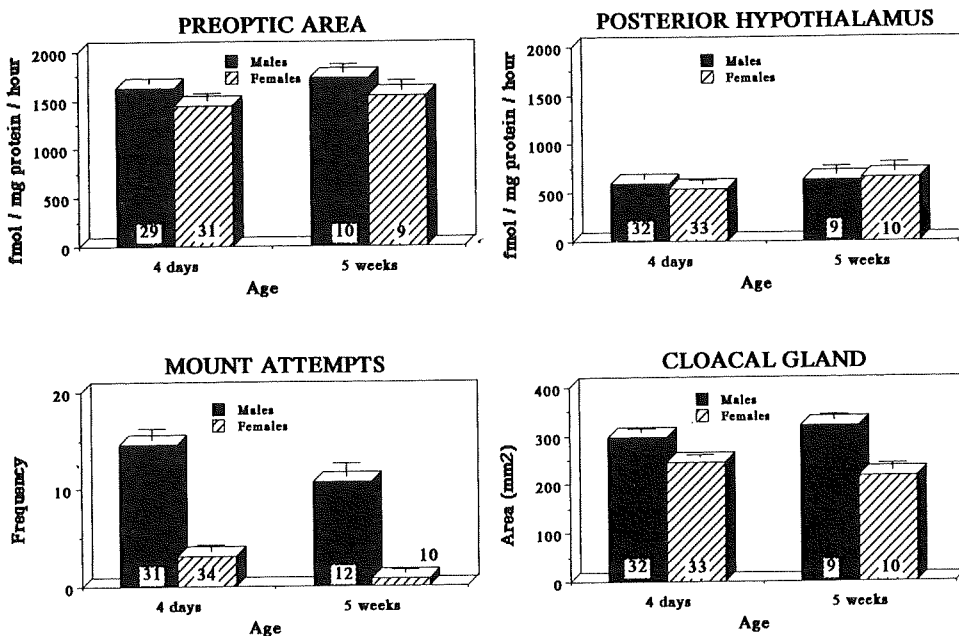 PREOPTIC AREA
fmol / mg protein / hour
2000
1500
1000
500
0
Males
Females
29
31
10
9
4 days
5 weeks
Age
POSTERIOR HYPOTHALAMUS
fmol / mg protein / hour
2000
1500
1000
500
0
Males
Females
32
33
9
10
4 days
5 weeks
Age
MOUNT ATTEMPTS
Frequancy
20
10
0
Males
Females
31
34
12
10
4 days
5 weeks
Age
CLOACAL GLAND
Area (mm2)
400
300
200
100
0
Males
Females
32
33
9
10
4 days
5 weeks
Age